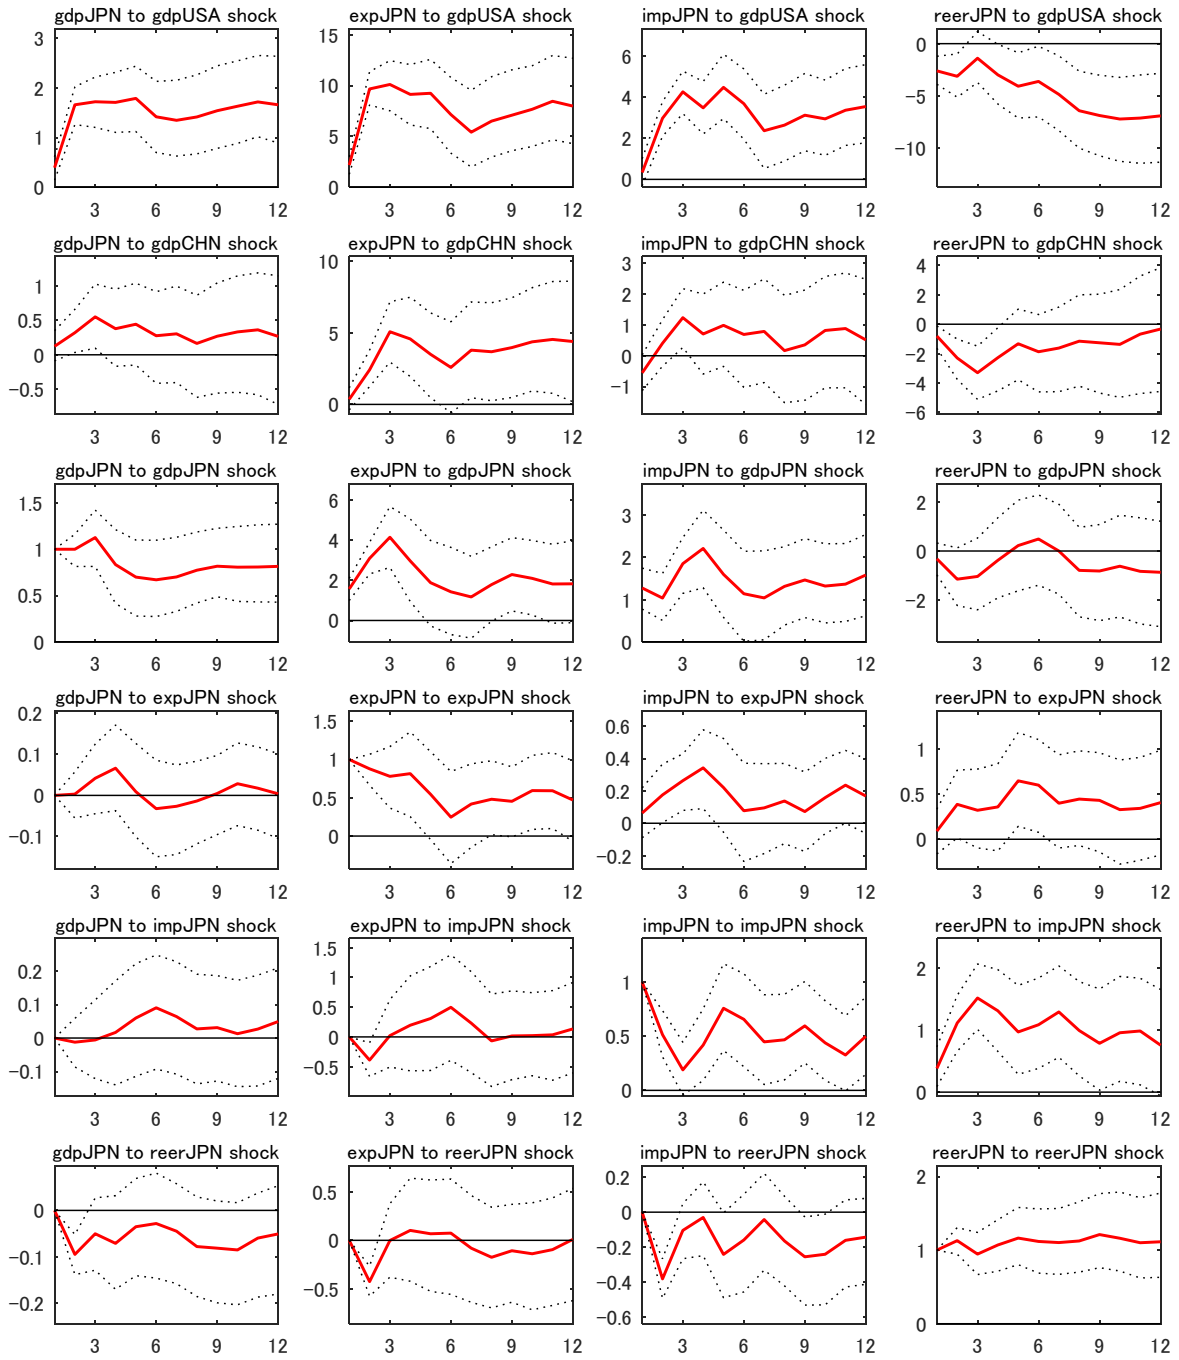 gdpJPN to gdpUSA shock
3
2
1
0
3 6 9 12
expJPN to gdpUSA shock
15
10
5
0
3 6 9 12
impJPN to gdpUSA shock
6
4
2
0
3 6 9 12
reerJPN to gdpUSA shock
0
−5
−10
3 6 9 12
gdpJPN to gdpCHN shock
1
0.5
0
−0.5
3 6 9 12
expJPN to gdpCHN shock
10
5
0
3 6 9 12
impJPN to gdpCHN shock
3
2
1
0
−1
3 6 9 12
reerJPN to gdpCHN shock
4
2
0
−2
−4
−6
3 6 9 12
gdpJPN to gdpJPN shock
1.5
1
0.5
0
3 6 9 12
expJPN to gdpJPN shock
6
4
2
0
3 6 9 12
impJPN to gdpJPN shock
3
2
1
0
3 6 9 12
reerJPN to gdpJPN shock
2
0
−2
3 6 9 12
gdpJPN to expJPN shock
0.2
0.1
0
−0.1
3 6 9 12
expJPN to expJPN shock
1.5
1
0.5
0
3 6 9 12
impJPN to expJPN shock
0.6
0.4
0.2
0
−0.2
3 6 9 12
reerJPN to expJPN shock
1
0.5
0
3 6 9 12
gdpJPN to impJPN shock
0.2
0.1
0
−0.1
3 6 9 12
expJPN to impJPN shock
1.5
1
0.5
0
−0.5
3 6 9 12
impJPN to impJPN shock
1
0.5
0
3 6 9 12
reerJPN to impJPN shock
2
1
0
3 6 9 12
gdpJPN to reerJPN shock
0
−0.1
−0.2
3 6 9 12
expJPN to reerJPN shock
0.5
0
−0.5
3 6 9 12
impJPN to reerJPN shock
0.2
0
−0.2
−0.4
−0.6
3 6 9 12
reerJPN to reerJPN shock
2
1
0
3 6 9 12